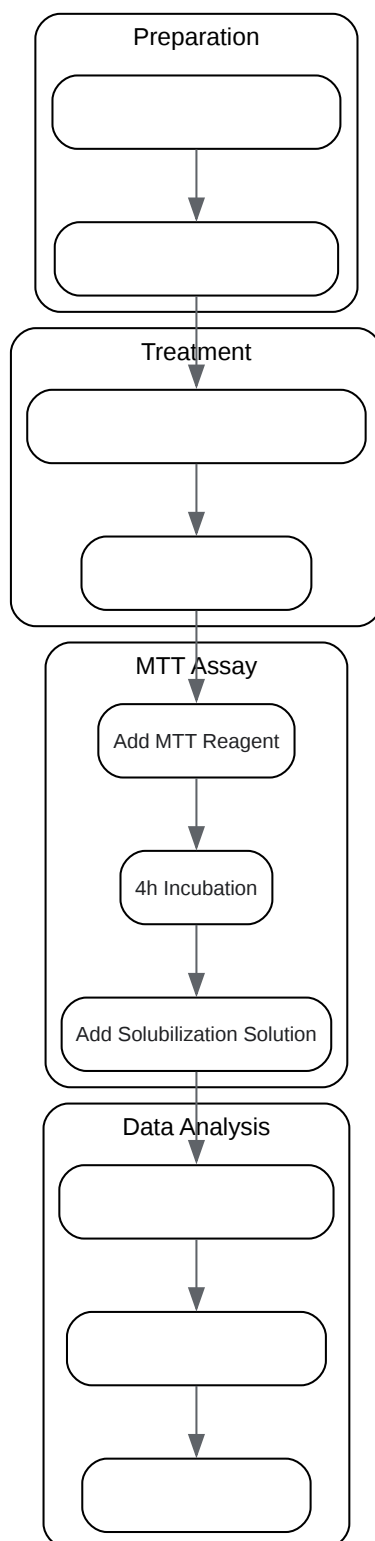 Preparation
Treatment
MTT Assay
Add MTT Reagent
4h Incubation
Add Solubilization Solution
Data Analysis